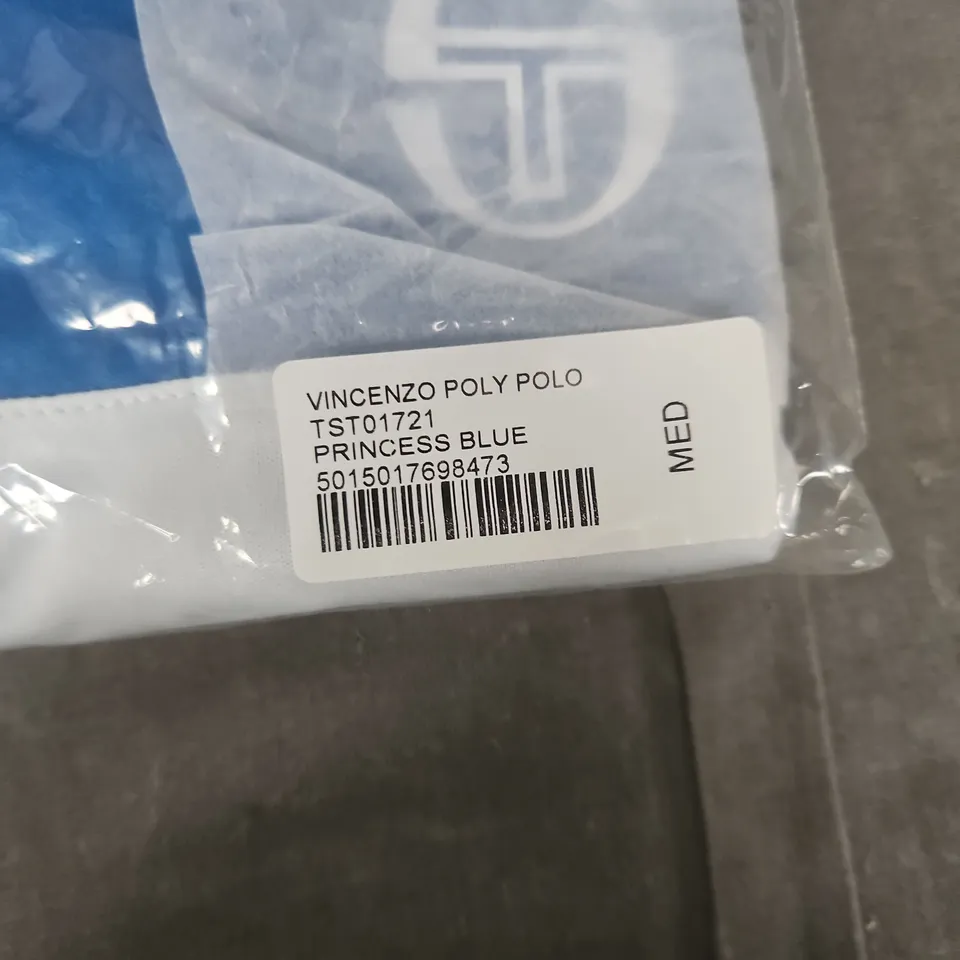 VINCENZO POLY POLO
TST01721
PRINCESS BLUE
5015017698473
MED